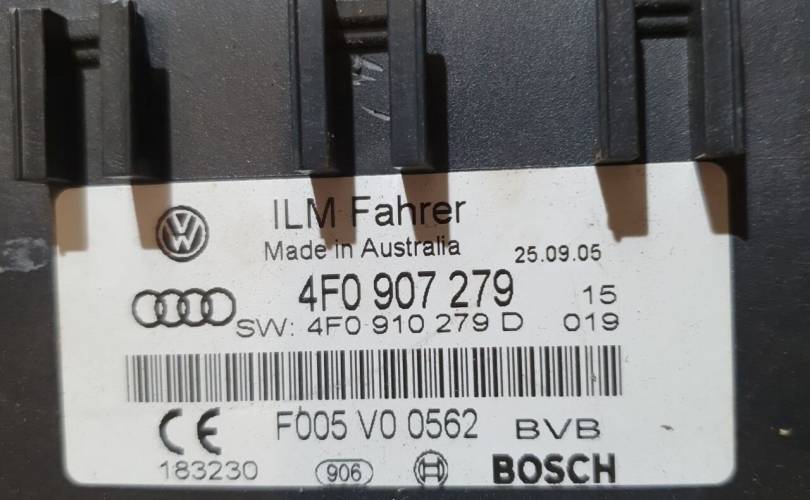 ILM Fahrer
Made in Australia 25.09.05
4F0 907 279 15
SW: 4F0 910 279 D 019
F005 V0 0562 BVB
183230 906 BOSCH